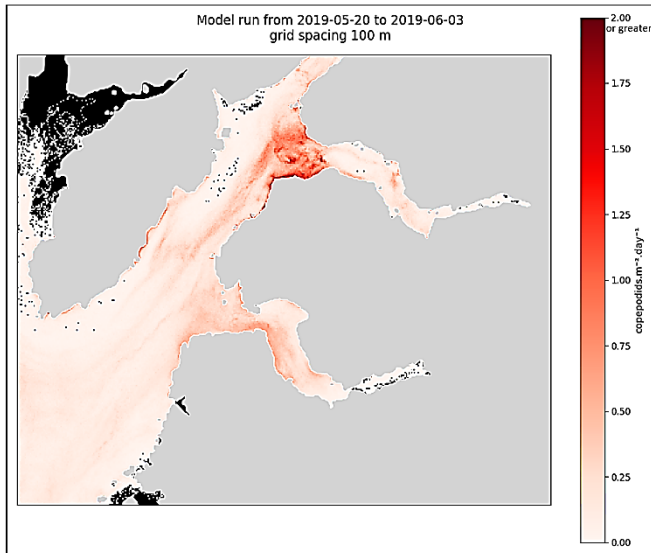 Model run from 2019-05-20 to 2019-06-03
grid spacing 100 m
2.00
or greater
1.75
1.50
1.25
1.00
0.75
0.50
0.25
0.00
copepodids.m⁻².day⁻¹